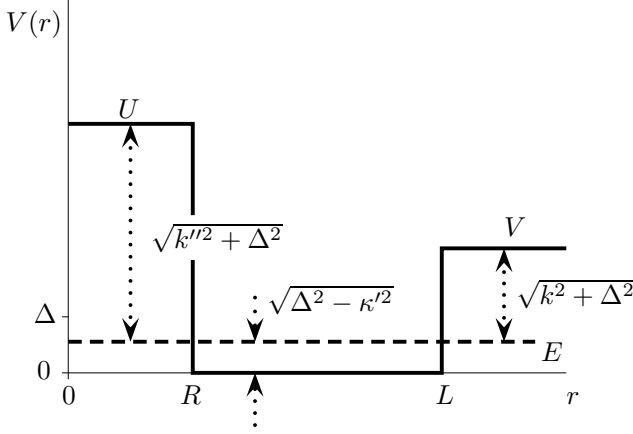 V(r)
U
V
√k″² + Δ²
√Δ² − κ′²
√k² + Δ²
Δ
E
0
0 R L r